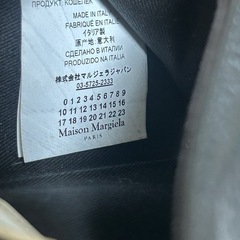 ПРОДУКТ, КОШЕЛЕК
MADE IN ITALY
FABRIQUÉ EN ITALIE
イタリア製
原产地：意大利
СДЕЛАНО В ИТАЛИИ
PRODUZIDO NA ITALIA
株式会社マルジェラジャパン
03-5725-2333
0 1 2 3 4 5 6 7 8 9
10 11 12 13 14 15 16
17 18 19 20 21 22 23
Maison Margiela
PARIS